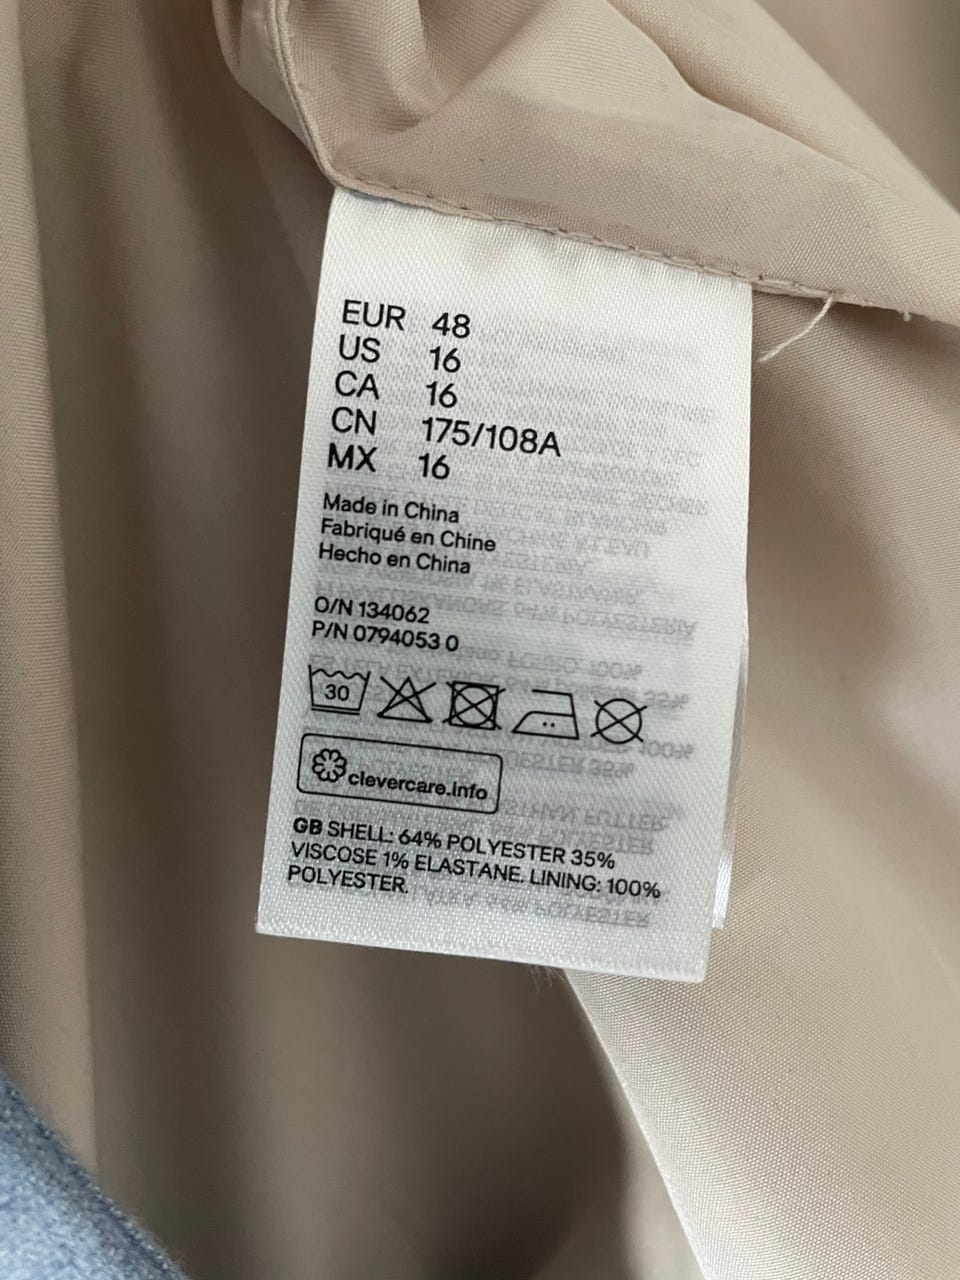 EUR 48
US 16
CA 16
CN 175/108A
MX 16
Made in China
Fabriqué en Chine
Hecho en China
O/N 134062
P/N 0794053 0
30
clevercare.info
GB SHELL: 64% POLYESTER 35%
VISCOSE 1% ELASTANE. LINING: 100%
POLYESTER.